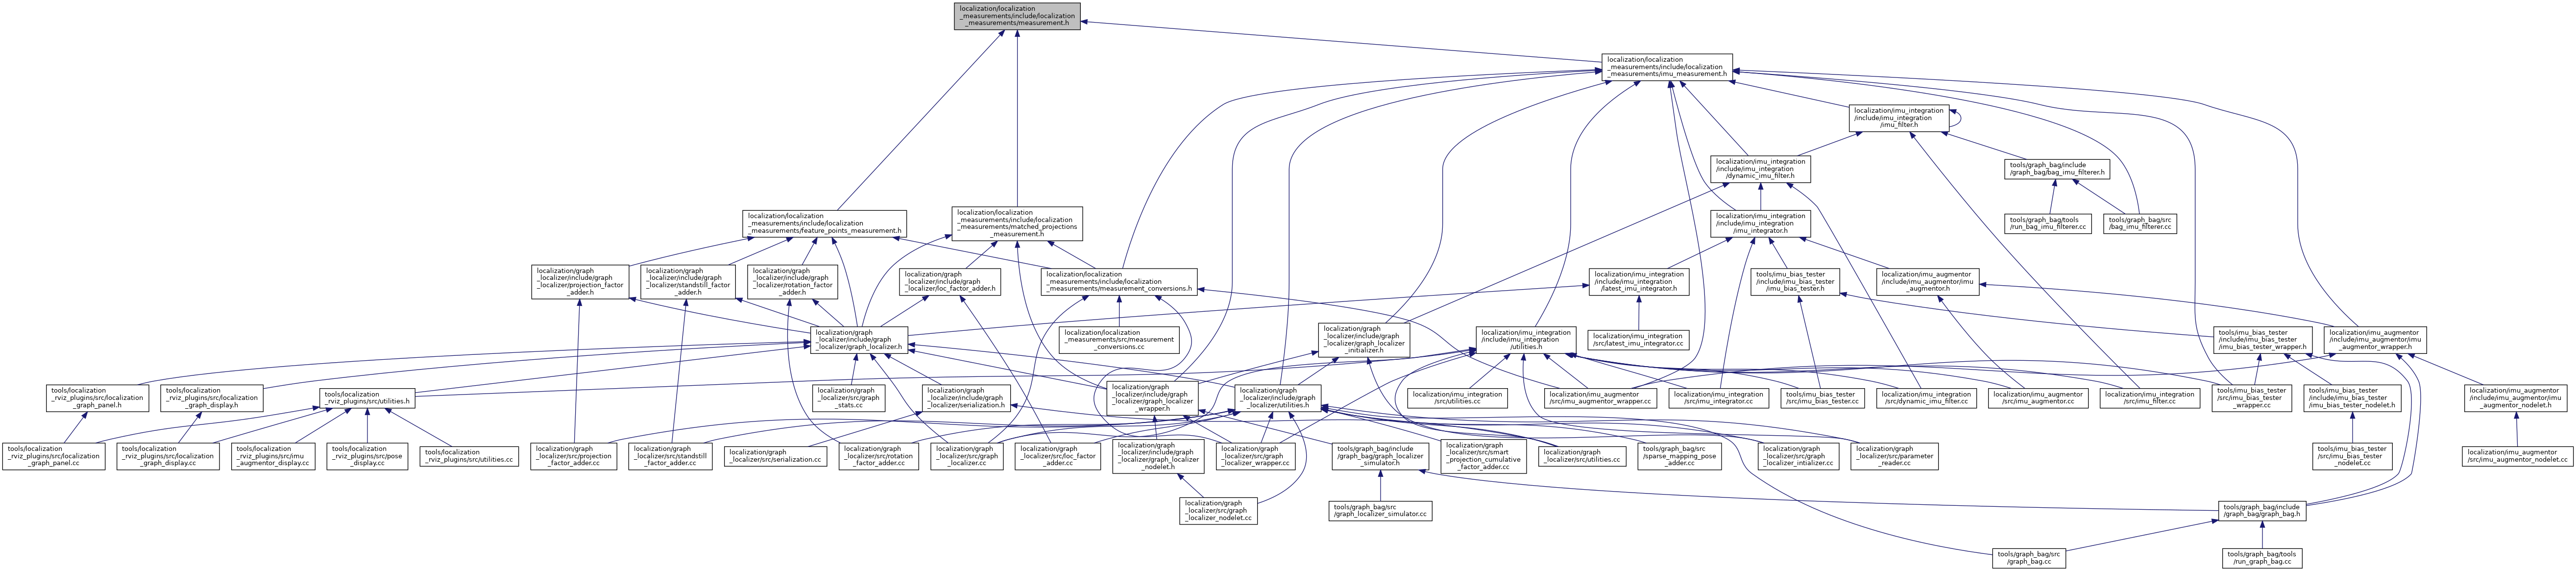 localization/localization
_measurements/include/localization
_measurements/measurement.h
localization/localization
_measurements/include/localization
_measurements/imu_measurement.h
localization/imu_integration
/include/imu_integration
/imu_filter.h
localization/imu_integration
/include/imu_integration
/dynamic_imu_filter.h
tools/graph_bag/include
/graph_bag/bag_imu_filterer.h
localization/localization
_measurements/include/localization
_measurements/feature_points_measurement.h
localization/localization
_measurements/include/localization
_measurements/matched_projections
_measurement.h
localization/imu_integration
/include/imu_integration
/imu_integrator.h
tools/graph_bag/tools
/run_bag_imu_filterer.cc
tools/graph_bag/src
/bag_imu_filterer.cc
localization/graph
_localizer/include/graph
_localizer/projection_factor
_adder.h
localization/graph
_localizer/include/graph
_localizer/standstill_factor
_adder.h
localization/graph
_localizer/include/graph
_localizer/rotation_factor
_adder.h
localization/graph
_localizer/include/graph
_localizer/loc_factor_adder.h
localization/localization
_measurements/include/localization
_measurements/measurement_conversions.h
localization/imu_integration
/include/imu_integration
/latest_imu_integrator.h
tools/imu_bias_tester
/include/imu_bias_tester
/imu_bias_tester.h
localization/imu_augmentor
/include/imu_augmentor/imu
_augmentor.h
localization/graph
_localizer/include/graph
_localizer/graph_localizer.h
localization/localization
_measurements/src/measurement
_conversions.cc
localization/graph
_localizer/include/graph
_localizer/graph_localizer
_initializer.h
localization/imu_integration
/include/imu_integration
/utilities.h
localization/imu_integration
/src/latest_imu_integrator.cc
tools/imu_bias_tester
/include/imu_bias_tester
/imu_bias_tester_wrapper.h
localization/imu_augmentor
/include/imu_augmentor/imu
_augmentor_wrapper.h
tools/localization
_rviz_plugins/src/localization
_graph_panel.h
tools/localization
_rviz_plugins/src/localization
_graph_display.h
tools/localization
_rviz_plugins/src/utilities.h
localization/graph
_localizer/src/graph
_stats.cc
localization/graph
_localizer/include/graph
_localizer/serialization.h
localization/graph
_localizer/include/graph
_localizer/graph_localizer
_wrapper.h
localization/graph
_localizer/include/graph
_localizer/utilities.h
localization/imu_integration
/src/utilities.cc
localization/imu_augmentor
/src/imu_augmentor_wrapper.cc
localization/imu_integration
/src/imu_integrator.cc
tools/imu_bias_tester
/src/imu_bias_tester.cc
localization/imu_integration
/src/dynamic_imu_filter.cc
localization/imu_augmentor
/src/imu_augmentor.cc
localization/imu_integration
/src/imu_filter.cc
tools/imu_bias_tester
/src/imu_bias_tester
_wrapper.cc
tools/imu_bias_tester
/include/imu_bias_tester
/imu_bias_tester_nodelet.h
localization/imu_augmentor
/include/imu_augmentor/imu
_augmentor_nodelet.h
tools/localization
_rviz_plugins/src/localization
_graph_panel.cc
tools/localization
_rviz_plugins/src/localization
_graph_display.cc
tools/localization
_rviz_plugins/src/imu
_augmentor_display.cc
tools/localization
_rviz_plugins/src/pose
_display.cc
tools/localization
_rviz_plugins/src/utilities.cc
localization/graph
_localizer/src/projection
_factor_adder.cc
localization/graph
_localizer/src/standstill
_factor_adder.cc
localization/graph
_localizer/src/serialization.cc
localization/graph
_localizer/src/rotation
_factor_adder.cc
localization/graph
_localizer/src/graph
_localizer.cc
localization/graph
_localizer/src/loc_factor
_adder.cc
localization/graph
_localizer/include/graph
_localizer/graph_localizer
_nodelet.h
localization/graph
_localizer/src/graph
_localizer_wrapper.cc
tools/graph_bag/include
/graph_bag/graph_localizer
_simulator.h
localization/graph
_localizer/src/smart
_projection_cumulative
_factor_adder.cc
localization/graph
_localizer/src/utilities.cc
tools/graph_bag/src
/sparse_mapping_pose
_adder.cc
localization/graph
_localizer/src/graph
_localizer_intializer.cc
localization/graph
_localizer/src/parameter
_reader.cc
tools/imu_bias_tester
/src/imu_bias_tester
_nodelet.cc
localization/imu_augmentor
/src/imu_augmentor_nodelet.cc
localization/graph
_localizer/src/graph
_localizer_nodelet.cc
tools/graph_bag/src
/graph_localizer_simulator.cc
tools/graph_bag/include
/graph_bag/graph_bag.h
tools/graph_bag/src
/graph_bag.cc
tools/graph_bag/tools
/run_graph_bag.cc